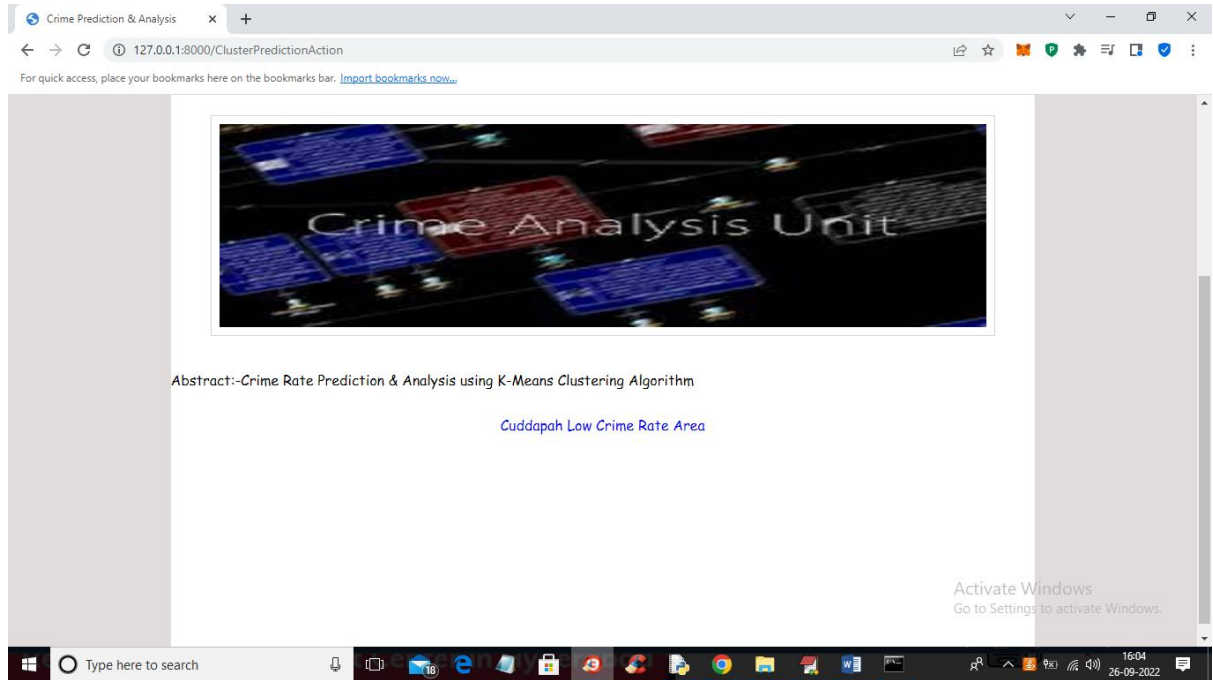 Crime Prediction & Analysis
127.0.0.1:8000/ClusterPredictionAction
For quick access, place your bookmarks here on the bookmarks bar. Import bookmarks now...
Crime Analysis Unit
Abstract:-Crime Rate Prediction & Analysis using K-Means Clustering Algorithm
Cuddapah Low Crime Rate Area
Activate Windows
Go to Settings to activate Windows.
Type here to search
18
16:04
26-09-2022